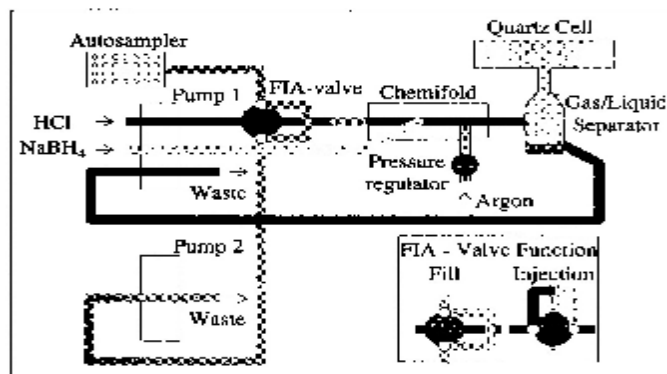 Quartz Cell
Autosampler
Pump 1
FIA-valve
Chemifold
Gas/Liquid
Separator
HCl
NaBH4
Pressure
regulator
Waste
Argon
Pump 2
Waste
FIA - Valve Function
Fill
Injection